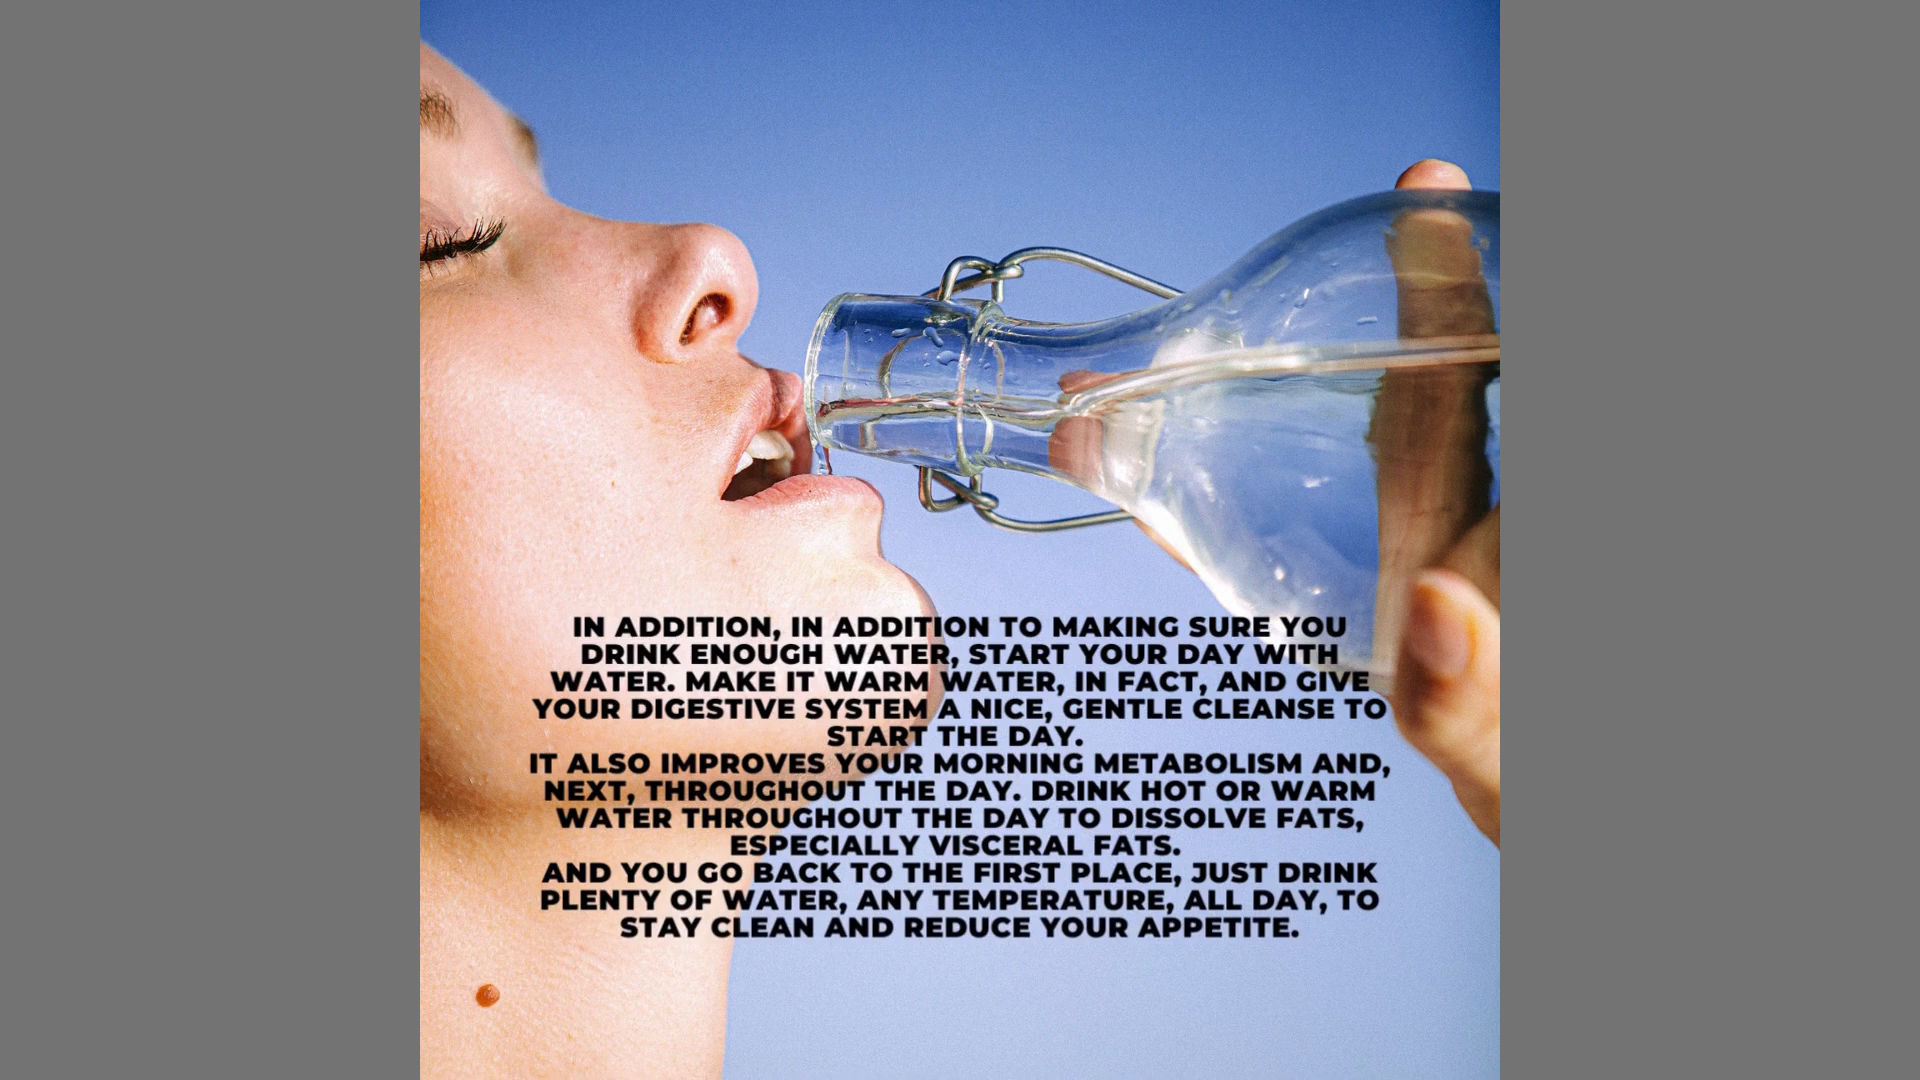 IN ADDITION, IN ADDITION TO MAKING SURE YOU
DRINK ENOUGH WATER, START YOUR DAY WITH
WATER. MAKE IT WARM WATER, IN FACT, AND GIVE
YOUR DIGESTIVE SYSTEM A NICE, GENTLE CLEANSE TO
START THE DAY.
IT ALSO IMPROVES YOUR MORNING METABOLISM AND,
NEXT, THROUGHOUT THE DAY. DRINK HOT OR WARM
WATER THROUGHOUT THE DAY TO DISSOLVE FATS,
ESPECIALLY VISCERAL FATS.
AND YOU GO BACK TO THE FIRST PLACE, JUST DRINK
PLENTY OF WATER, ANY TEMPERATURE, ALL DAY, TO
STAY CLEAN AND REDUCE YOUR APPETITE.